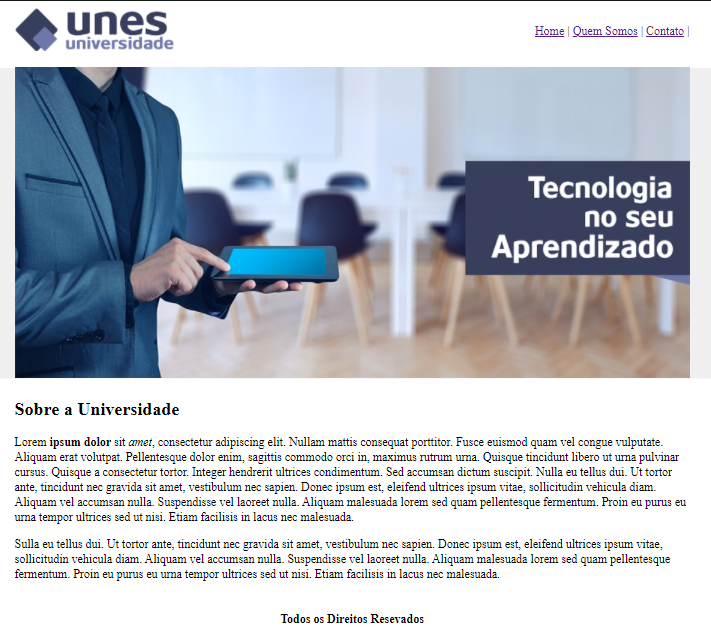 unes
universidade
Home | Quem Somos | Contato |
Tecnologia
no seu
Aprendizado
Sobre a Universidade
Lorem ipsum dolor sit amet, consectetur adipiscing elit. Nullam mattis consequat porttitor. Fusce euismod quam vel congue vulputate.
Aliquam erat volutpat. Pellentesque dolor enim, sagittis commodo orci in, maximus rutrum urna. Quisque tincidunt libero ut urna pulvinar
cursus. Quisque a consectetur tortor. Integer hendrerit ultrices condimentum. Sed accumsan dictum suscipit. Nulla eu tellus dui. Ut tortor
ante, tincidunt nec gravida sit amet, vestibulum nec sapien. Donec ipsum est, eleifend ultrices ipsum vitae, sollicitudin vehicula diam.
Aliquam vel accumsan nulla. Suspendisse vel laoreet nulla. Aliquam malesuada lorem sed quam pellentesque fermentum. Proin eu purus eu
urna tempor ultrices sed ut nisi. Etiam facilisis in lacus nec malesuada.
Sulla eu tellus dui. Ut tortor ante, tincidunt nec gravida sit amet, vestibulum nec sapien. Donec ipsum est, eleifend ultrices ipsum vitae,
sollicitudin vehicula diam. Aliquam vel accumsan nulla. Suspendisse vel laoreet nulla. Aliquam malesuada lorem sed quam pellentesque
fermentum. Proin eu purus eu urna tempor ultrices sed ut nisi. Etiam facilisis in lacus nec malesuada.
Todos os Direitos Resevados